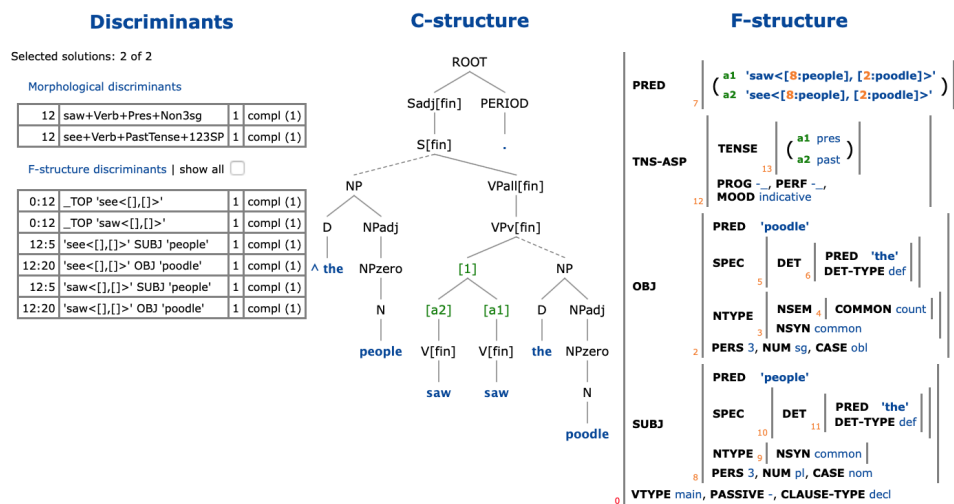 Discriminants
Selected solutions: 2 of 2
Morphological discriminants
12 saw+Verb+Pres+Non3sg 1 compl (1)
12 see+Verb+PastTense+123SP 1 compl (1)
F-structure discriminants | show all
0:12 _TOP 'see<[],[]>' 1 compl (1)
0:12 _TOP 'saw<[],[]>' 1 compl (1)
12:5 'see<[],[]>' SUBJ 'people' 1 compl (1)
12:20 'see<[],[]>' OBJ 'poodle' 1 compl (1)
12:5 'saw<[],[]>' SUBJ 'people' 1 compl (1)
12:20 'saw<[],[]>' OBJ 'poodle' 1 compl (1)
C-structure
ROOT
Sadj[fin] PERIOD
S[fin] .
NP VPall[fin]
D NPadj VPv[fin]
^ the NPzero [1] NP
N [a2] [a1] D NPadj
people V[fin] V[fin] the NPzero
saw saw N
poodle
F-structure
PRED
7
a1 'saw<[8:people], [2:poodle]>'
a2 'see<[8:people], [2:poodle]>'
TNS-ASP
12
TENSE
13
a1 pres
a2 past
PROG -_, PERF -_,
MOOD indicative
OBJ
2
PRED 'poodle'
SPEC
5
DET
6
PRED 'the'
DET-TYPE def
NTYPE
3
NSEM 4 COMMON count
NSYN common
PERS 3, NUM sg, CASE obl
SUBJ
8
PRED 'people'
SPEC
10
DET
11
PRED 'the'
DET-TYPE def
NTYPE 9 NSYN common
PERS 3, NUM pl, CASE nom
0
VTYPE main, PASSIVE -, CLAUSE-TYPE decl